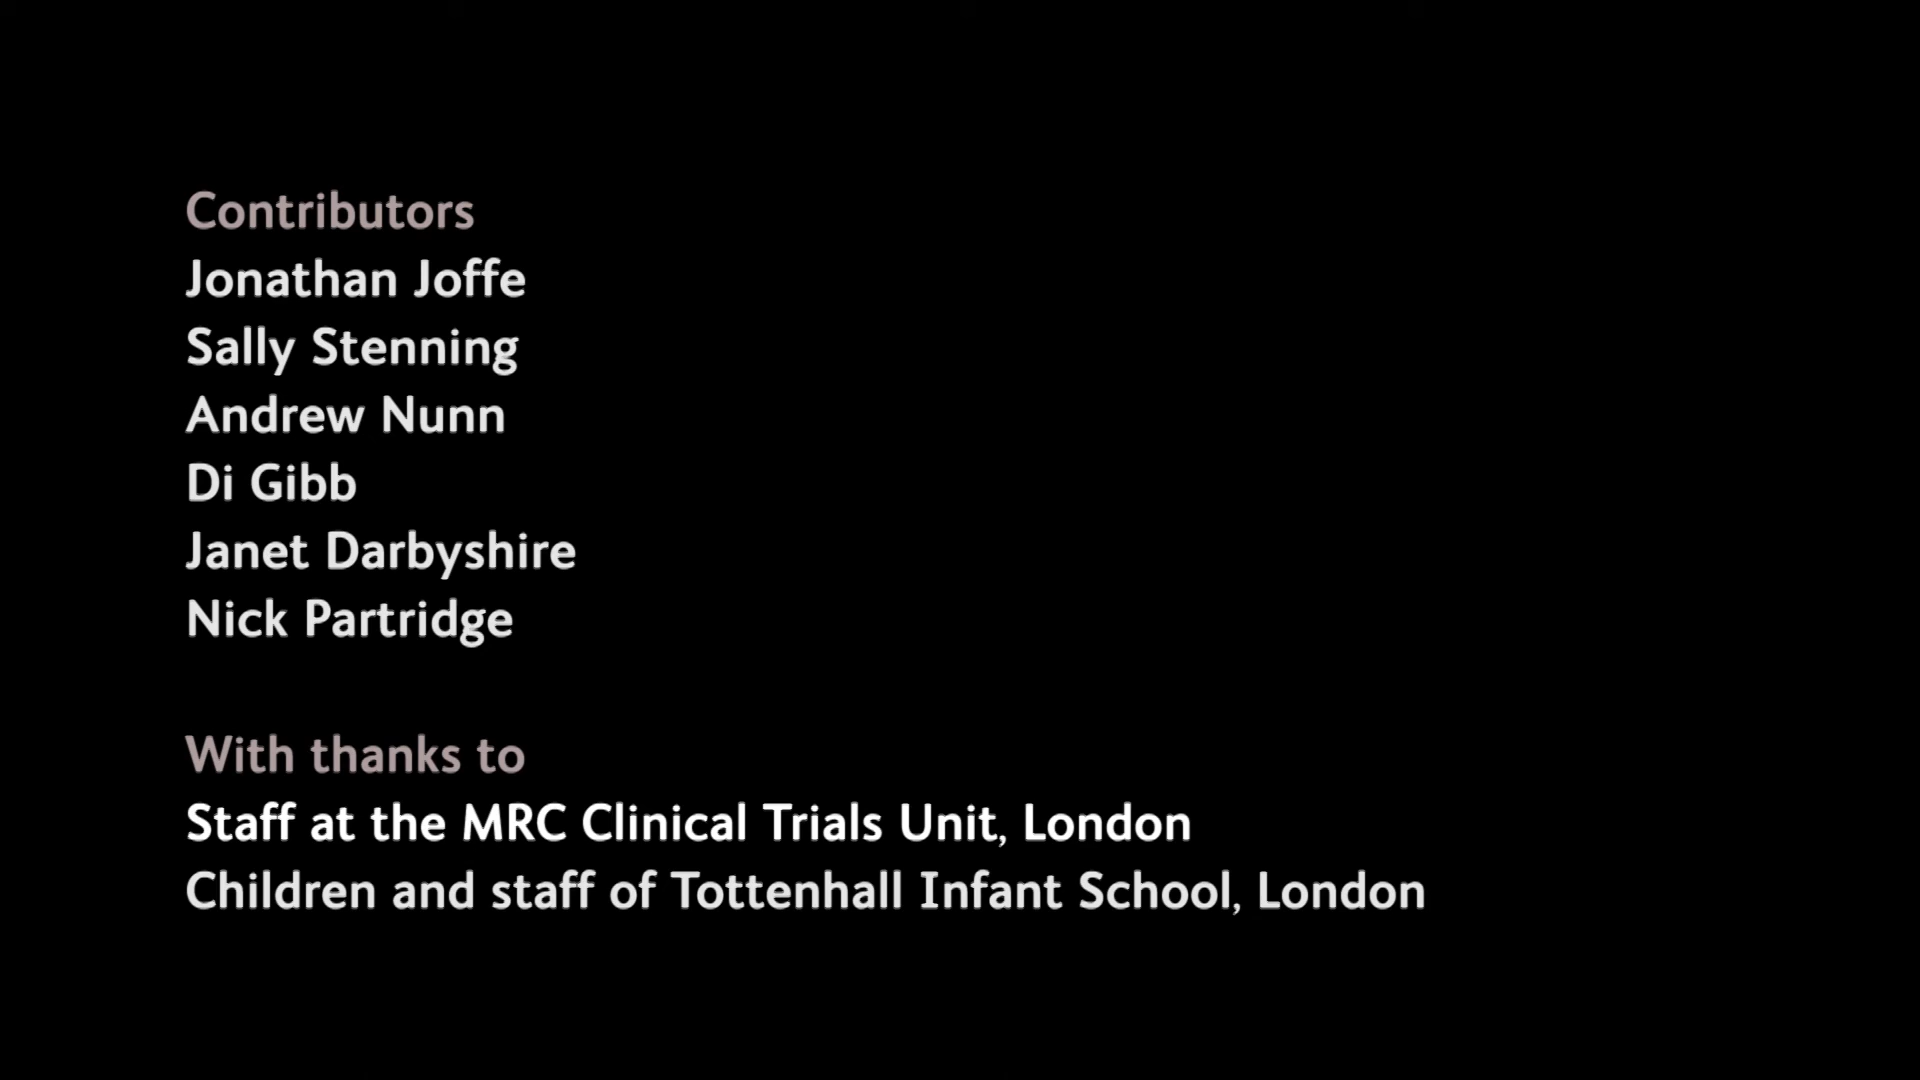 Contributors
Jonathan Joffe
Sally Stenning
Andrew Nunn
Di Gibb
Janet Darbyshire
Nick Partridge
With thanks to
Staff at the MRC Clinical Trials Unit, London
Children and staff of Tottenhall Infant School, London